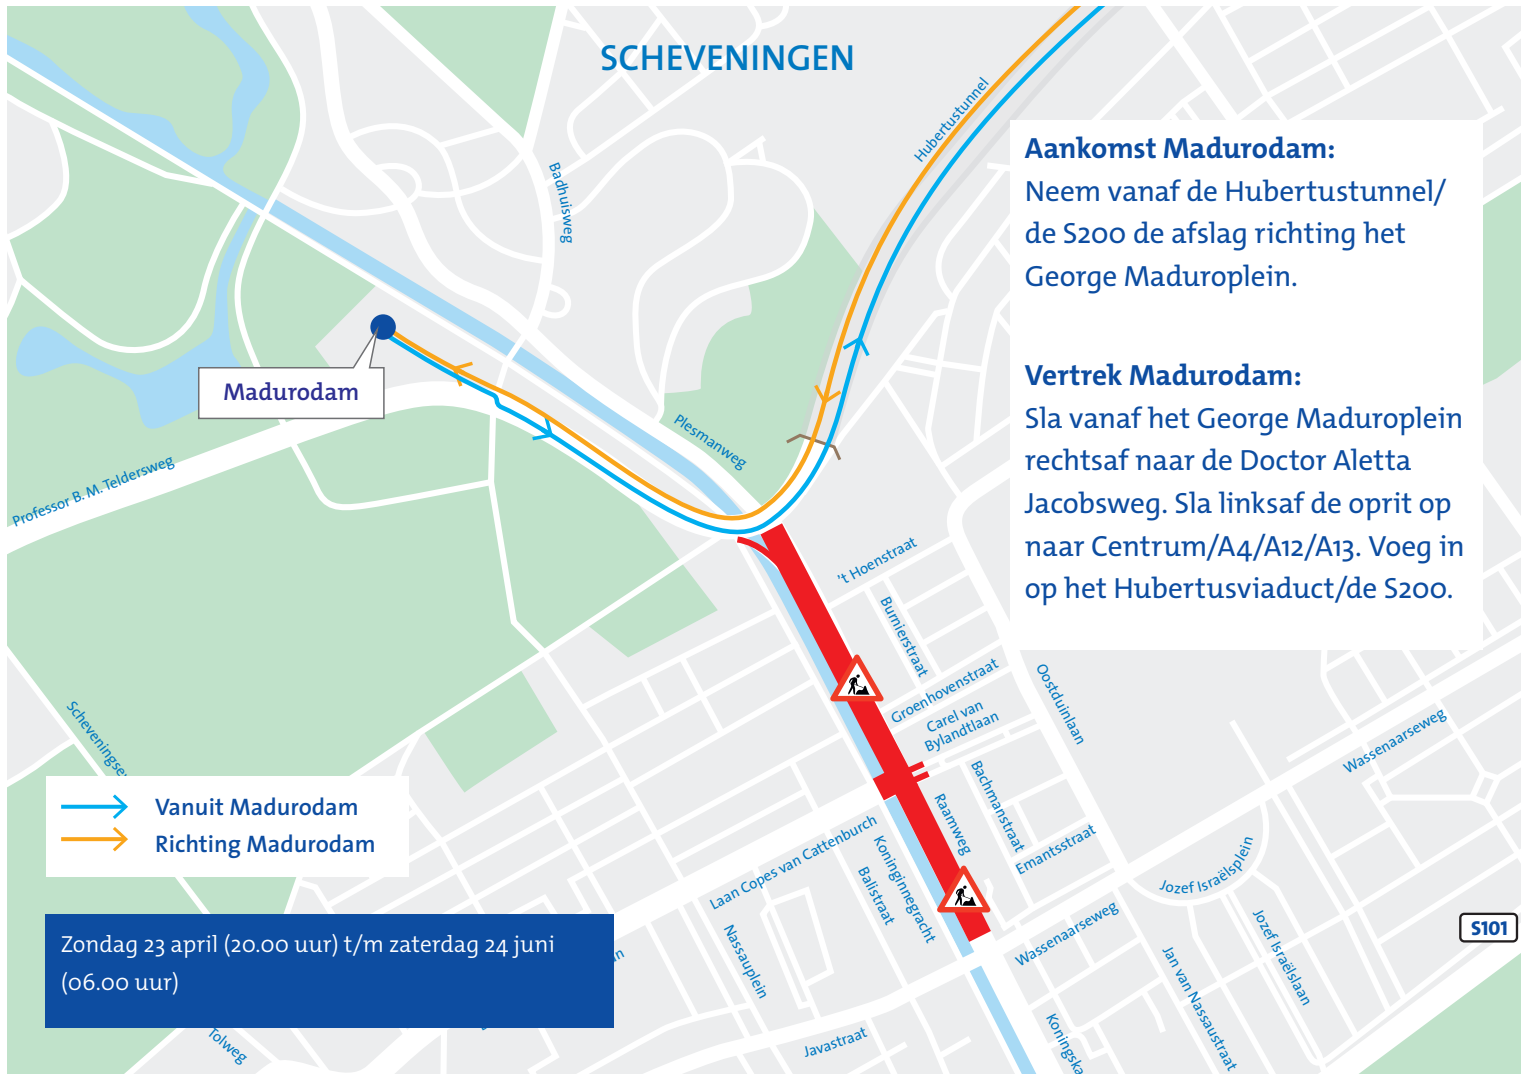 SCHEVENINGEN
Hubertustunnel
Badhuisweg
Aankomst Madurodam:
Neem vanaf de Hubertustunnel/
de S200 de afslag richting het
George Maduroplein.
Vertrek Madurodam:
Sla vanaf het George Maduroplein
rechtsaf naar de Doctor Aletta
Jacobsweg. Sla linksaf de oprit op
naar Centrum/A4/A12/A13. Voeg in
op het Hubertusviaduct/de S200.
Madurodam
Plesmanweg
Professor B. M. Teldersweg
't Hoenstraat
Burnierstraat
Groenhovenstraat
Carel van
Bylandtlaan
Oostduinlaan
Wassenaarseweg
Scheveningse
Bachmanstraat
Raamweg
Emantsstraat
Laan Copes van Cattenburch
Koninginnegracht
Balistraat
Nassauplein
Jozef Israëlsplein
Jozef Israëlslaan
Wassenaarseweg
Jan van Nassaustraat
Javastraat
Koningska
Tolweg
S101
Vanuit Madurodam
Richting Madurodam
Zondag 23 april (20.00 uur) t/m zaterdag 24 juni
(06.00 uur)